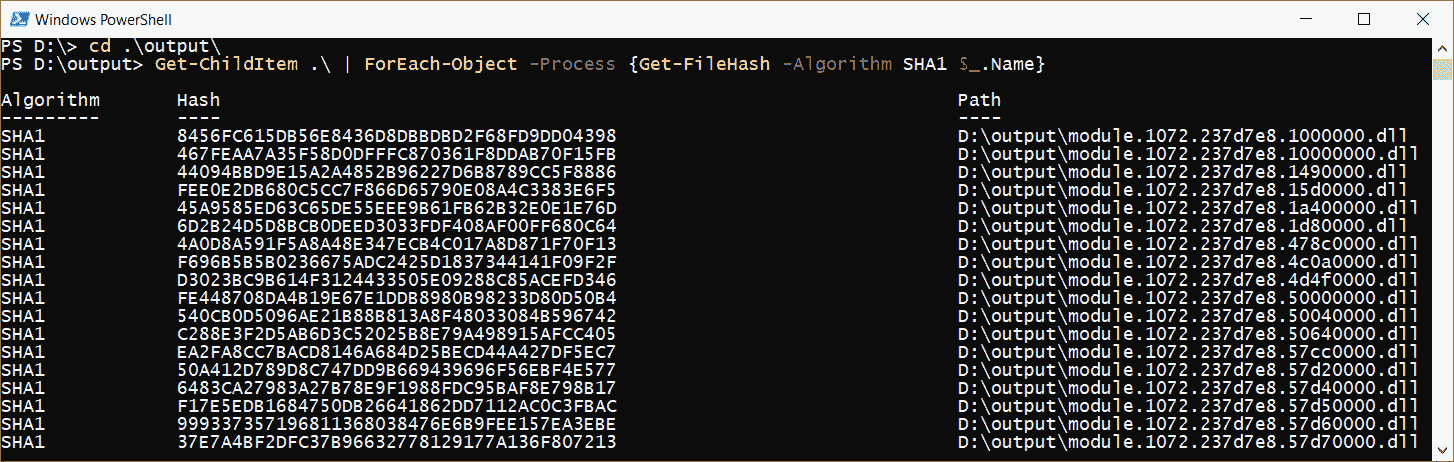 Windows PowerShell
PS D:\> cd .\output\
PS D:\output> Get-ChildItem .\ | ForEach-Object -Process {Get-FileHash -Algorithm SHA1 $_.Name}
Algorithm Hash Path
--------- ---- ----
SHA1 8456FC615DB56E8436D8DBBDBD2F68FD9DD04398 D:\output\module.1072.237d7e8.1000000.dll
SHA1 467FEAA7A35F58D0DFFFC870361F8DDAB70F15FB D:\output\module.1072.237d7e8.10000000.dll
SHA1 44094BBD9E15A2A4852B96227D6B8789CC5F8886 D:\output\module.1072.237d7e8.1490000.dll
SHA1 FEE0E2DB680C5CC7F866D65790E08A4C3383E6F5 D:\output\module.1072.237d7e8.15d0000.dll
SHA1 45A9585ED63C65DE55EEE9B61FB62B32E0E1E76D D:\output\module.1072.237d7e8.1a400000.dll
SHA1 6D2B24D5D8BCB0DEED3033FDF408AF00FF680C64 D:\output\module.1072.237d7e8.1d80000.dll
SHA1 4A0D8A591F5A8A48E347ECB4C017A8D871F70F13 D:\output\module.1072.237d7e8.478c0000.dll
SHA1 F696B5B5B0236675ADC2425D1837344141F09F2F D:\output\module.1072.237d7e8.4c0a0000.dll
SHA1 D3023BC9B614F3124433505E09288C85ACEFD346 D:\output\module.1072.237d7e8.4d4f0000.dll
SHA1 FE448708DA4B19E67E1DDB8980B98233D80D50B4 D:\output\module.1072.237d7e8.50000000.dll
SHA1 540CB0D5096AE21B88B813A8F48033084B596742 D:\output\module.1072.237d7e8.50040000.dll
SHA1 C288E3F2D5AB6D3C52025B8E79A498915AFCC405 D:\output\module.1072.237d7e8.50640000.dll
SHA1 EA2FA8CC7BACD8146A684D25BECD44A427DF5EC7 D:\output\module.1072.237d7e8.57cc0000.dll
SHA1 50A412D789D8C747DD9B669439696F56EBF4E577 D:\output\module.1072.237d7e8.57d20000.dll
SHA1 6483CA27983A27B78E9F1988FDC95BAF8E798B17 D:\output\module.1072.237d7e8.57d40000.dll
SHA1 F17E5EDB1684750DB26641862DD7112AC0C3FBAC D:\output\module.1072.237d7e8.57d50000.dll
SHA1 999337357196811368038476E6B9FEE157EA3EBE D:\output\module.1072.237d7e8.57d60000.dll
SHA1 37E7A4BF2DFC37B96632778129177A136F807213 D:\output\module.1072.237d7e8.57d70000.dll